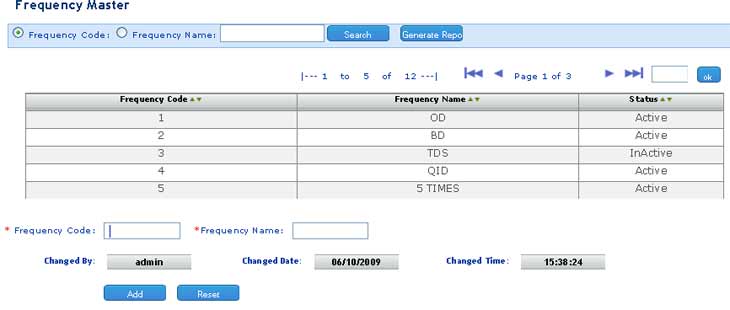 Frequency Master
Frequency Code: Frequency Name: Search Generate Repo
|--- 1 to 5 of 12 ---| Page 1 of 3 ok
Frequency Code Frequency Name Status
1 OD Active
2 BD Active
3 TDS InActive
4 QID Active
5 5 TIMES Active
* Frequency Code: *Frequency Name:
Changed By: admin Changed Date: 06/10/2009 Changed Time: 15:38:24
Add Reset